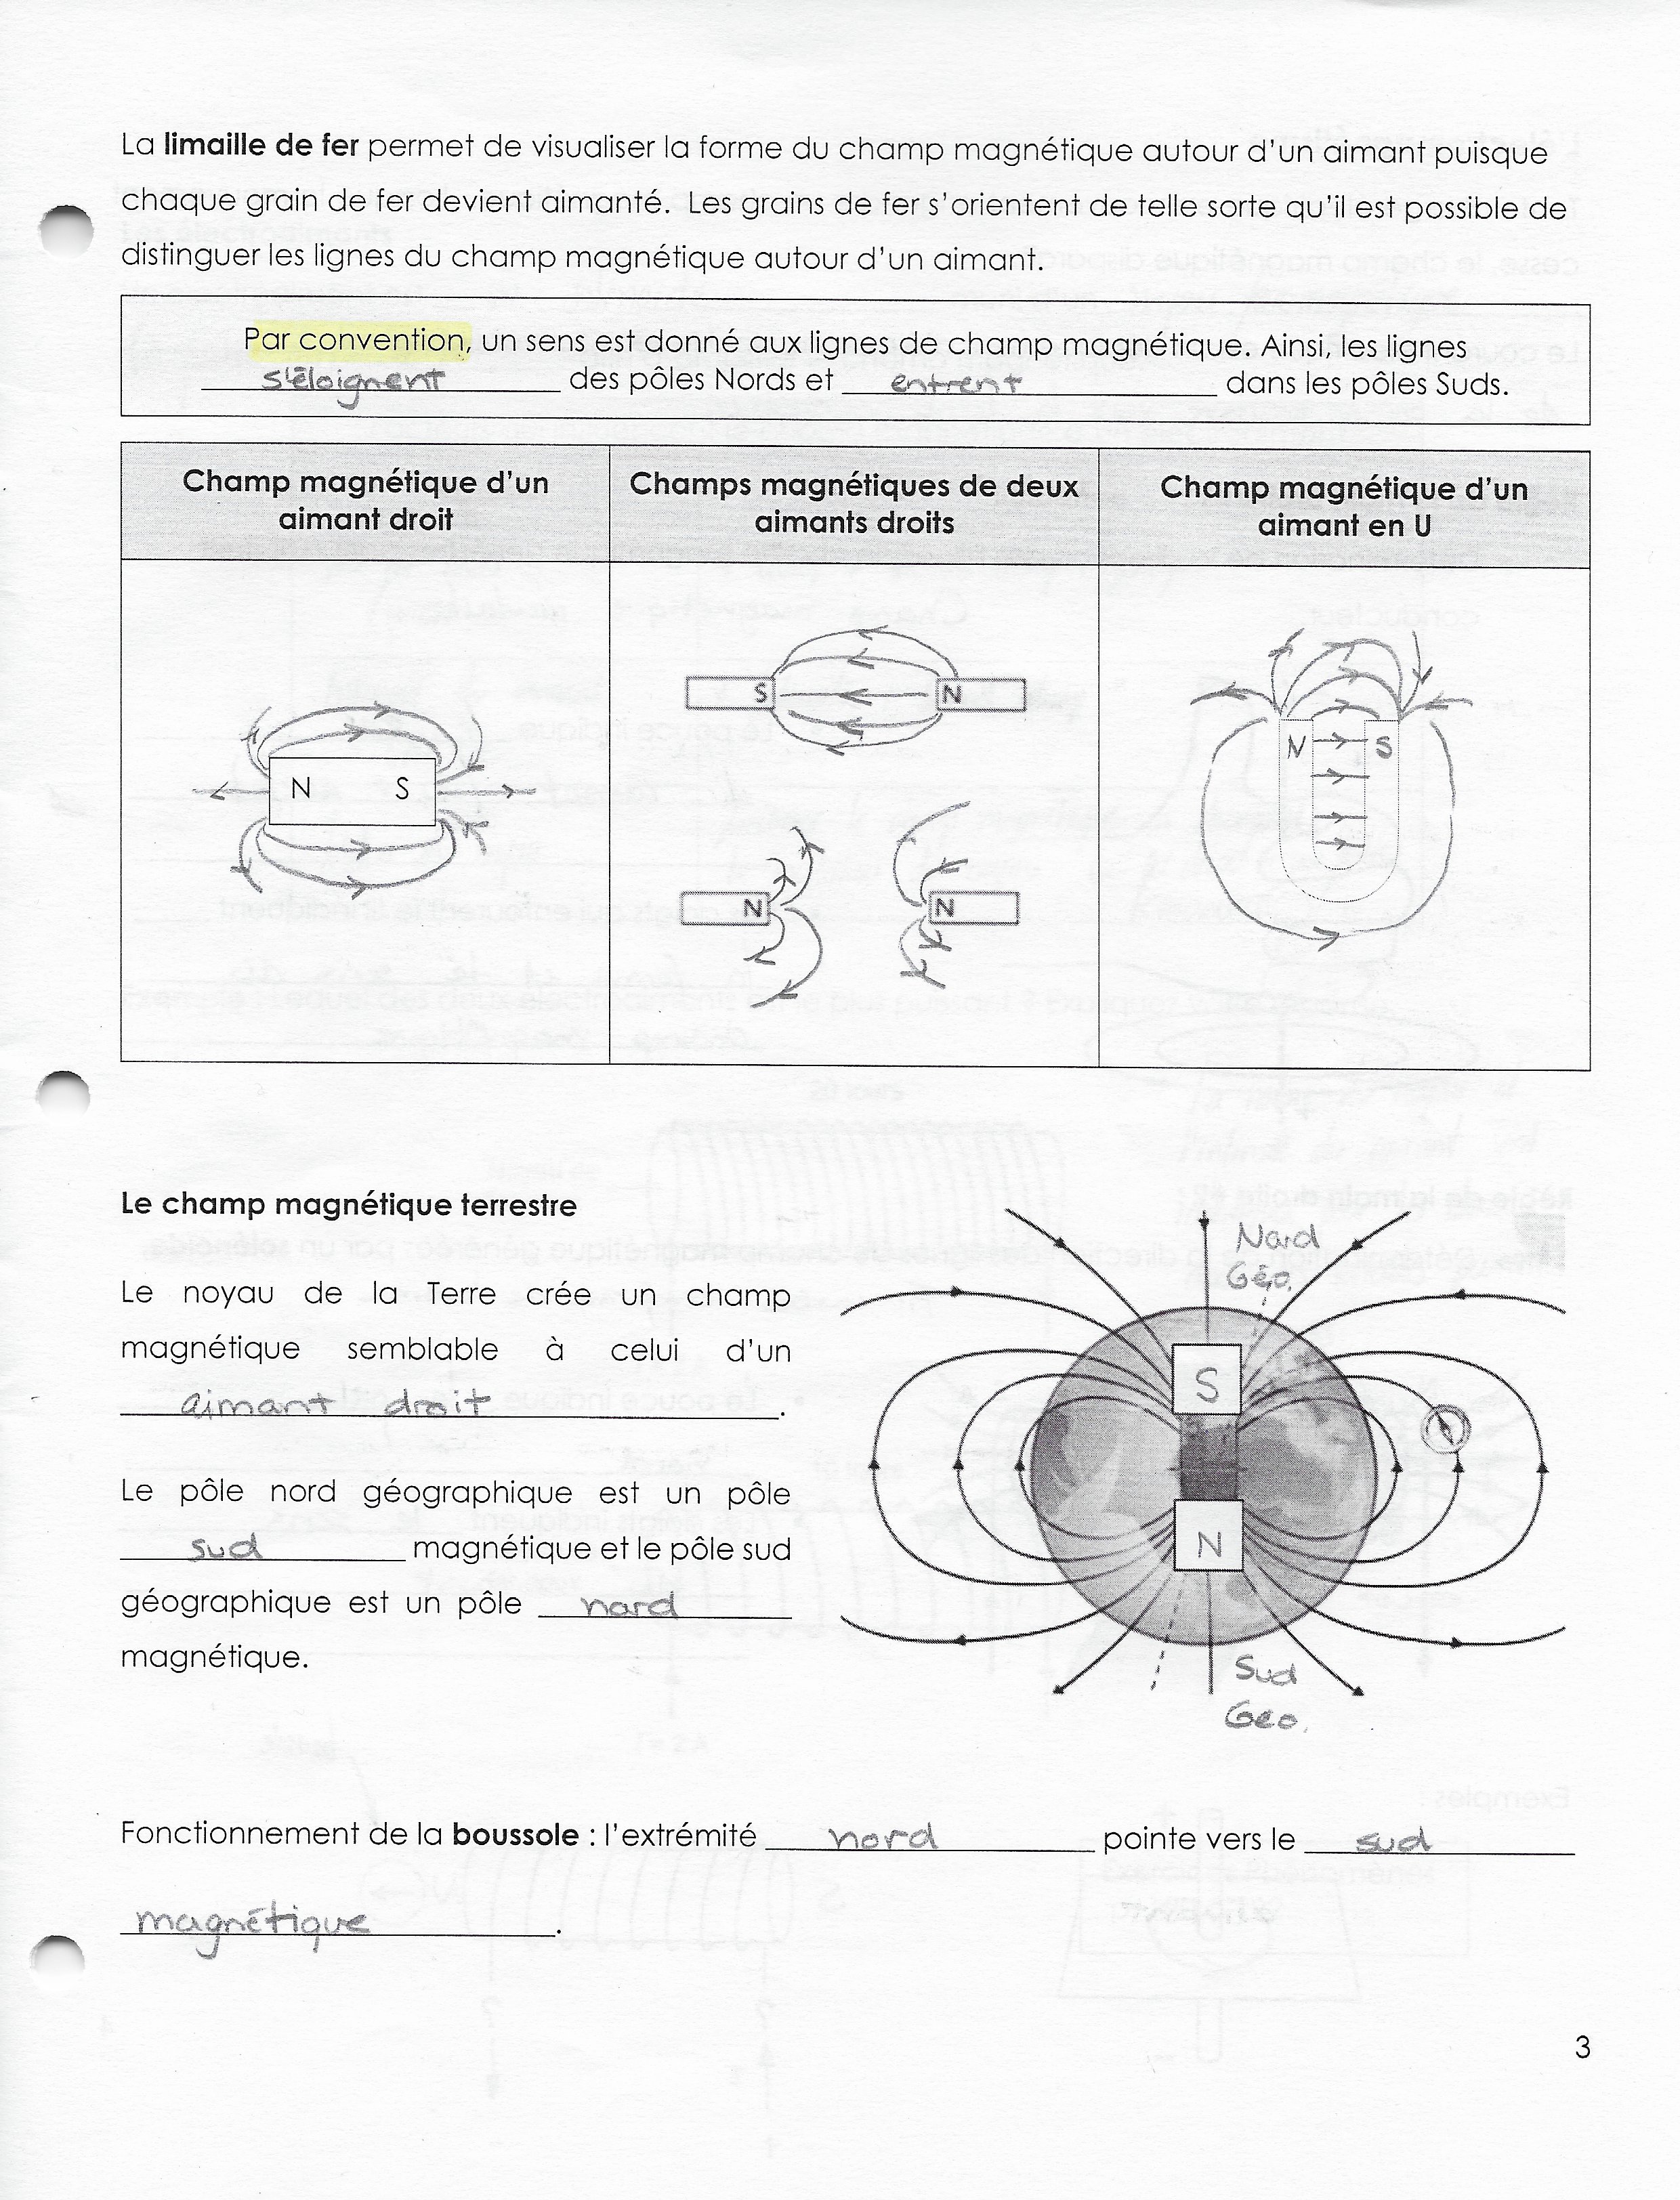 La limaille de fer permet de visualiser la forme du champ magnétique autour d'un aimant puisque
chaque grain de fer devient aimanté. Les grains de fer s'orientent de telle sorte qu'il est possible de
distinguer les lignes du champ magnétique autour d'un aimant.
Par convention, un sens est donné aux lignes de champ magnétique. Ainsi, les lignes
s'éloignent des pôles Nords et entrent dans les pôles Suds.
Champ magnétique d'un
aimant droit
Champs magnétiques de deux
aimants droits
Champ magnétique d'un
aimant en U
N S
S N
N N
N S
Le champ magnétique terrestre
Le noyau de la Terre crée un champ
magnétique semblable à celui d'un
aimant droit.
Le pôle nord géographique est un pôle
sud magnétique et le pôle sud
géographique est un pôle nord
magnétique.
Nord
Géo.
S
N
Sud
Géo.
Fonctionnement de la boussole : l'extrémité nord pointe vers le sud
magnétique.
3